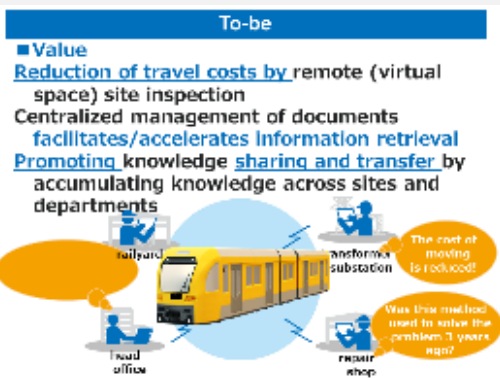 To-be
■Value
Reduction of travel costs by remote (virtual
space) site inspection
Centralized management of documents
facilitates/accelerates information retrieval
Promoting knowledge sharing and transfer by
accumulating knowledge across sites and
departments
railyard
ansformer
substation
The cost of
moving
is reduced!
Was this method
used to solve the
problem 3 years
ago?
head
office
repair
shop